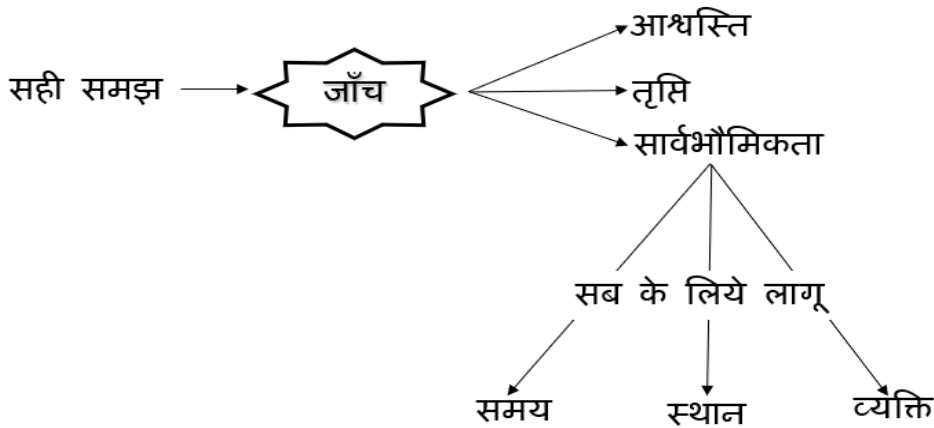 आश्वस्ति
सही समझ
जाँच
तृप्ति
सार्वभौमिकता
सब के लिये लागू
समय
स्थान
व्यक्ति